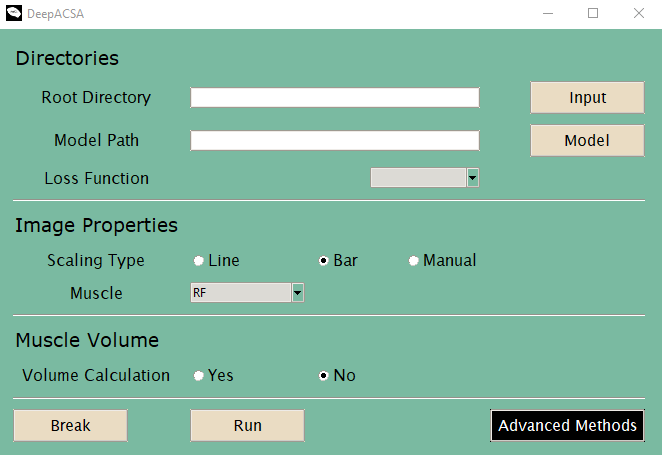 DeepACSA
Directories
Root Directory Input
Model Path Model
Loss Function
Image Properties
Scaling Type Line Bar Manual
Muscle RF
Muscle Volume
Volume Calculation Yes No
Break Run Advanced Methods